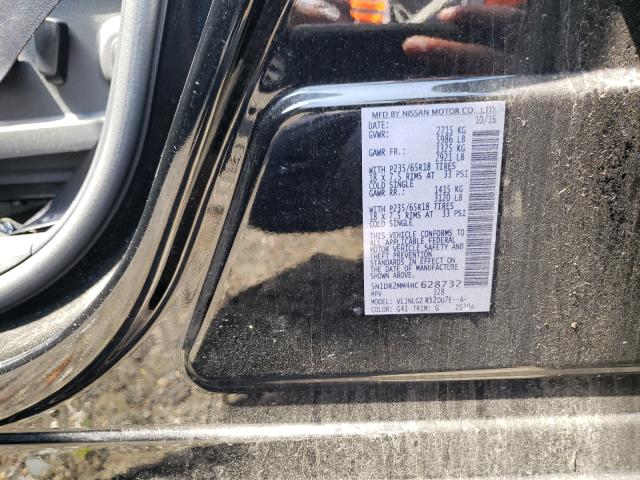 MFD BY NISSAN MOTOR CO., LTD.
DATE: 10/16
GVWR: 2715 KG
5986 LB
GAWR FR.: 1325 KG
2921 LB
WITH P235/65R18 TIRES
18 X 7.5 RIMS AT 33 PSI
COLD SINGLE
GAWR RR.: 1415 KG
3120 LB
WITH P235/65R18 TIRES
18 X 7.5 RIMS AT 33 PSI
COLD SINGLE
THIS VEHICLE CONFORMS TO
ALL APPLICABLE FEDERAL
MOTOR VEHICLE SAFETY AND
THEFT PREVENTION
STANDARDS IN EFFECT ON
THE DATE OF MANUFACTURE
SHOWN ABOVE.
5N1DR2MM4HC628732
MPV 328
MODEL:
COLOR: G41 TRIM: G